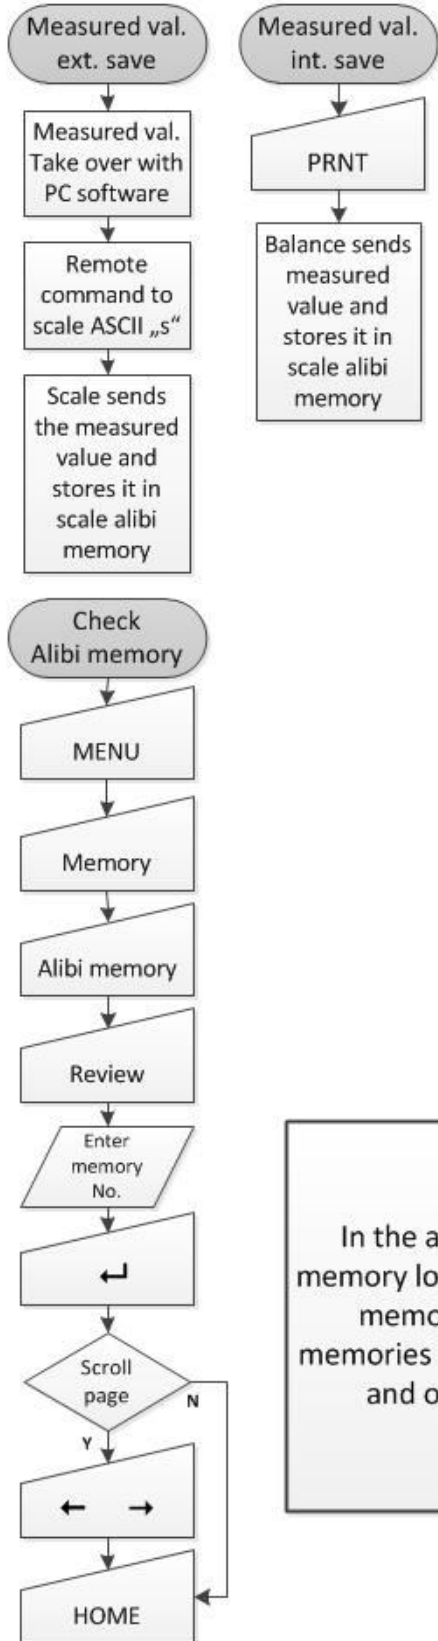 Measured val.
ext. save
Measured val.
Take over with
PC software
Remote
command to
scale ASCII „s“
Scale sends
the measured
value and
stores it in
scale alibi
memory
Measured val.
int. save
PRNT
Balance sends
measured
value and
stores it in
scale alibi
memory
Check
Alibi memory
MENU
Memory
Alibi memory
Review
Enter
memory
No.
↵
Scroll
page
N
Y
← →
HOME
In the a
memory lo
memo
memories
and o